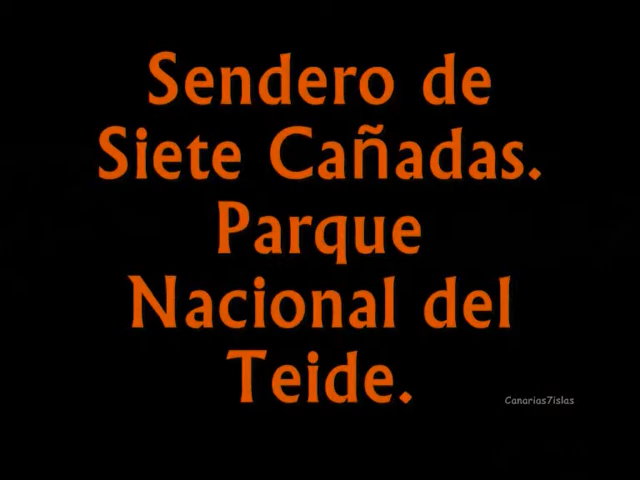 Sendero de
Siete Cañadas.
Parque
Nacional del
Teide.
Canarias7islas